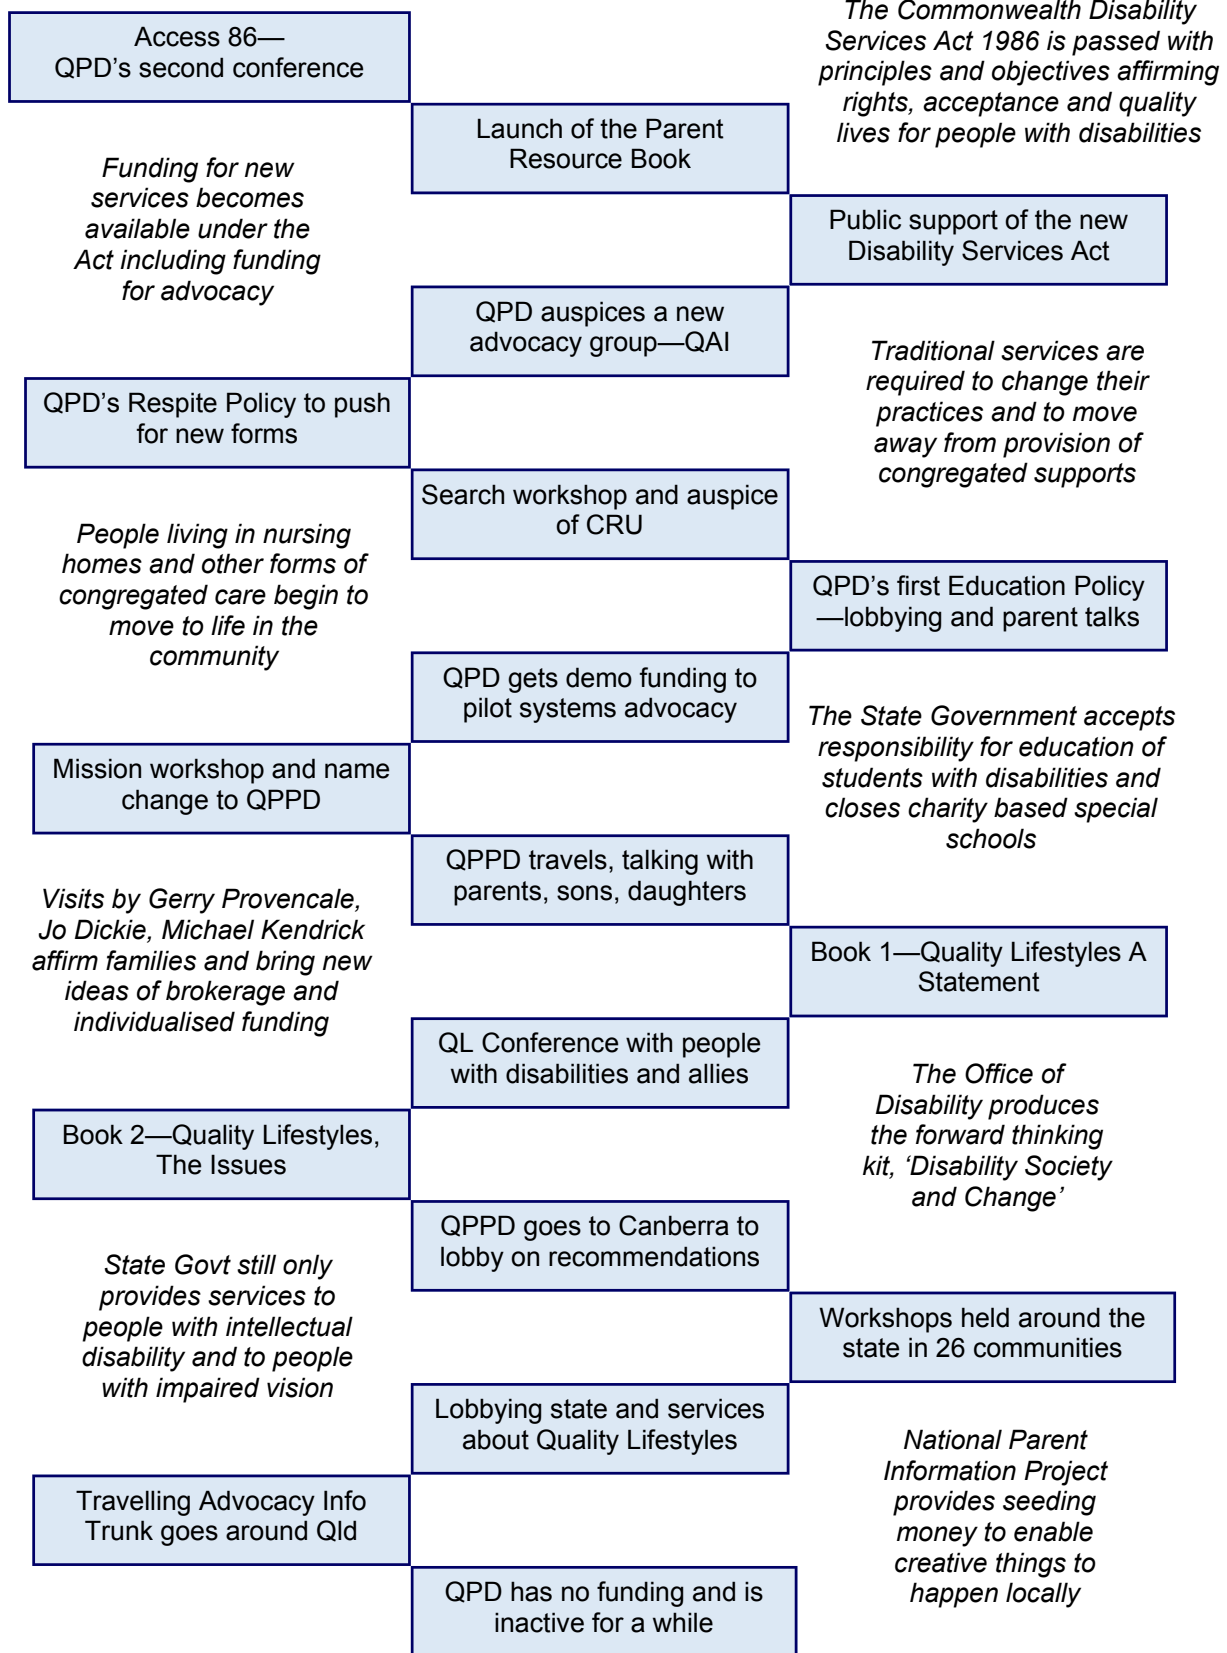 The Commonwealth Disability
Services Act 1986 is passed with
principles and objectives affirming
rights, acceptance and quality
lives for people with disabilities
Access 86—
QPD’s second conference
Launch of the Parent
Resource Book
Funding for new
services becomes
available under the
Act including funding
for advocacy
Public support of the new
Disability Services Act
QPD auspices a new
advocacy group—QAI
Traditional services are
required to change their
practices and to move
away from provision of
congregated supports
QPD’s Respite Policy to push
for new forms
Search workshop and auspice
of CRU
People living in nursing
homes and other forms of
congregated care begin to
move to life in the
community
QPD’s first Education Policy
—lobbying and parent talks
QPD gets demo funding to
pilot systems advocacy
The State Government accepts
responsibility for education of
students with disabilities and
closes charity based special
schools
Mission workshop and name
change to QPPD
QPPD travels, talking with
parents, sons, daughters
Visits by Gerry Provencale,
Jo Dickie, Michael Kendrick
affirm families and bring new
ideas of brokerage and
individualised funding
Book 1—Quality Lifestyles A
Statement
QL Conference with people
with disabilities and allies
The Office of
Disability produces
the forward thinking
kit, ‘Disability Society
and Change’
Book 2—Quality Lifestyles,
The Issues
QPPD goes to Canberra to
lobby on recommendations
State Govt still only
provides services to
people with intellectual
disability and to people
with impaired vision
Workshops held around the
state in 26 communities
Lobbying state and services
about Quality Lifestyles
National Parent
Information Project
provides seeding
money to enable
creative things to
happen locally
Travelling Advocacy Info
Trunk goes around Qld
QPD has no funding and is
inactive for a while